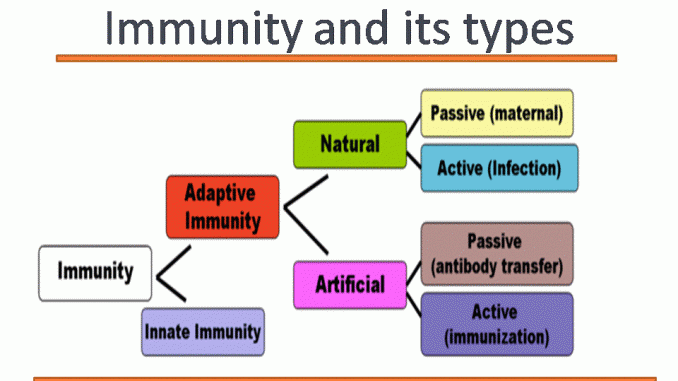 Immunity and its types
Passive (maternal)
Natural
Active (Infection)
Adaptive
Immunity
Passive
(antibody transfer)
Immunity
Artificial
Active
(immunization)
Innate Immunity